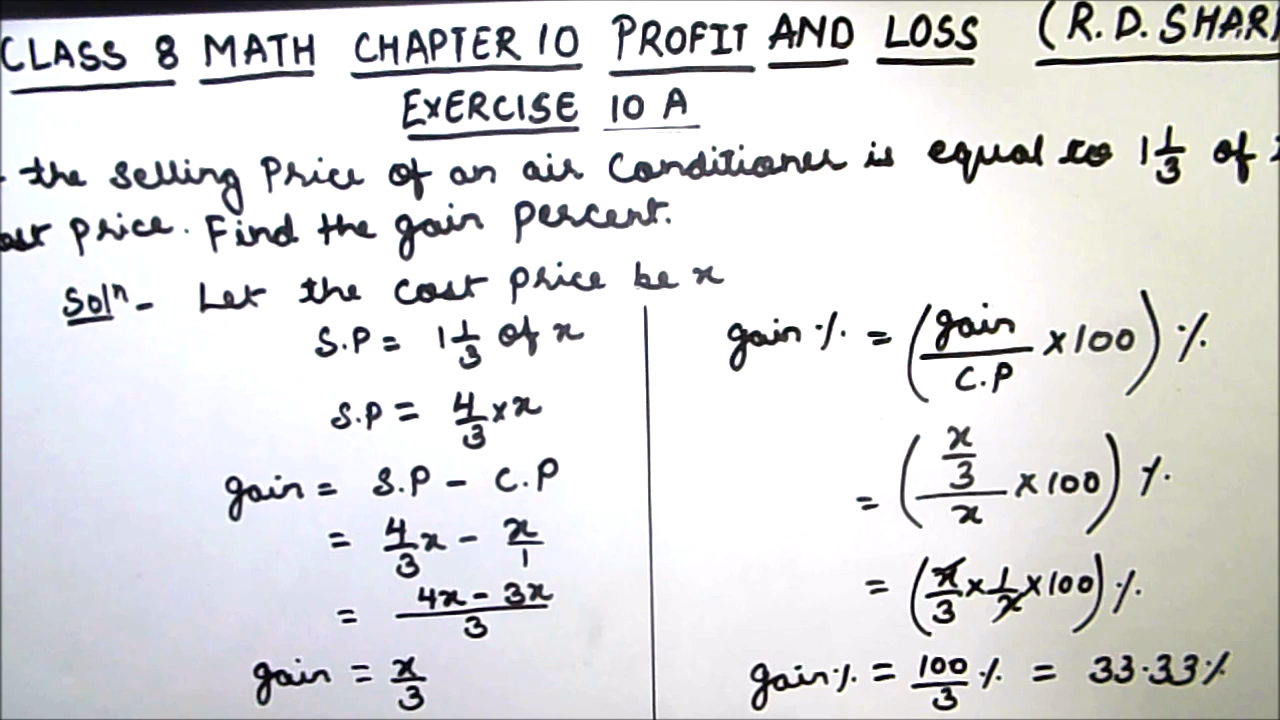 CLASS 8 MATH CHAPTER 10 PROFIT AND LOSS (R.D.SHAR
EXERCISE 10 A
the selling Price of an air Conditioner is equal to 1 1/3 of
price. Find the gain percent.
Solⁿ- Let the cost price be x
S.P = 1 1/3 of x
S.P = 4/3 × x
gain = S.P - C.P
= 4/3 x - x/1
= (4x - 3x)/3
gain = x/3
gain % = (gain/C.P × 100) %
= ((x/3)/x × 100) %
= (x/3 × 1/x × 100) %
gain % = 100/3 % = 33.33 %